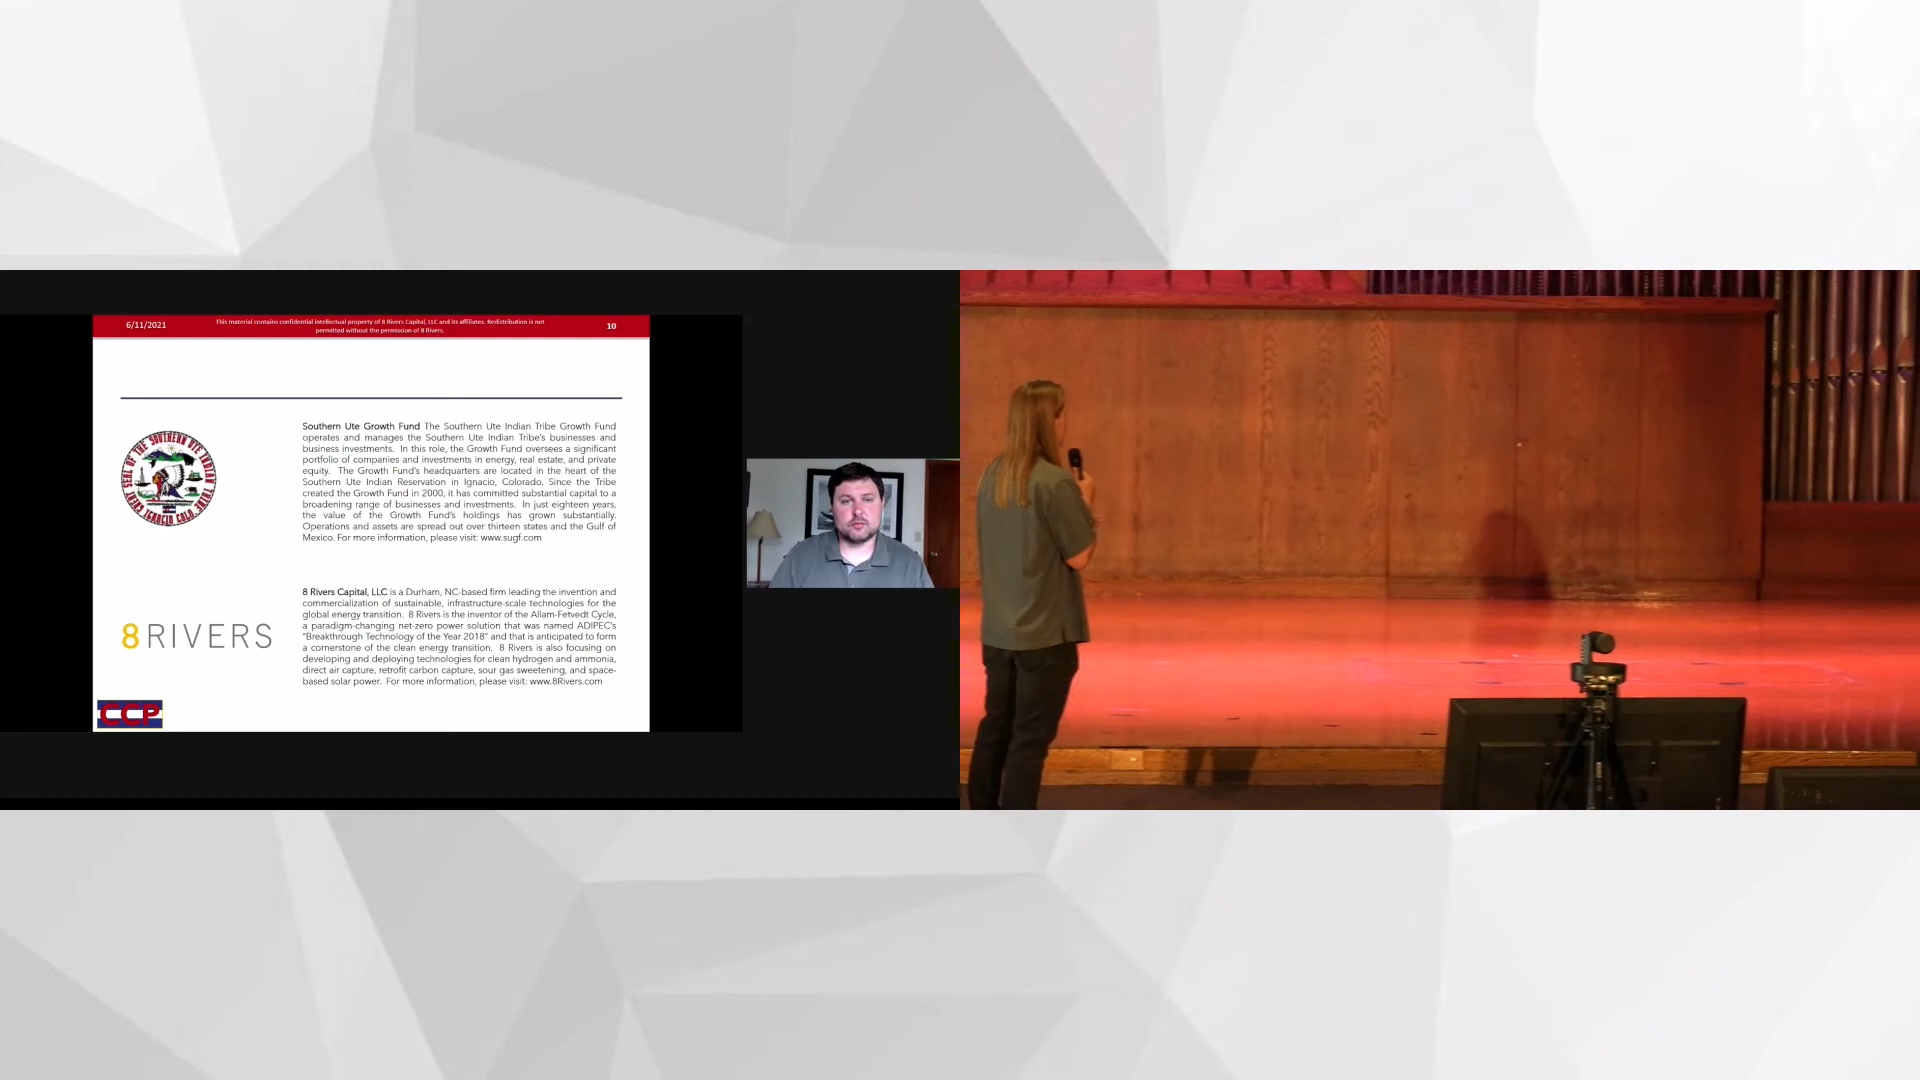 6/11/2021
This material contains confidential intellectual property of 8 Rivers Capital, LLC and its affiliates. Redistribution is not
permitted without the permission of 8 Rivers.
10
SEAL OF THE SOUTHERN UTE INDIAN TRIBE
IGNACIO COLO.
Southern Ute Growth Fund The Southern Ute Indian Tribe Growth Fund
operates and manages the Southern Ute Indian Tribe's businesses and
business investments. In this role, the Growth Fund oversees a significant
portfolio of companies and investments in energy, real estate, and private
equity. The Growth Fund's headquarters are located in the heart of the
Southern Ute Indian Reservation in Ignacio, Colorado. Since the Tribe
created the Growth Fund in 2000, it has committed substantial capital to a
broadening range of businesses and investments. In just eighteen years,
the value of the Growth Fund's holdings has grown substantially.
Operations and assets are spread out over thirteen states and the Gulf of
Mexico. For more information, please visit: www.sugf.com
8 RIVERS
8 Rivers Capital, LLC is a Durham, NC-based firm leading the invention and
commercialization of sustainable, infrastructure-scale technologies for the
global energy transition. 8 Rivers is the inventor of the Allam-Fetvedt Cycle,
a paradigm-changing net-zero power solution that was named ADIPEC's
"Breakthrough Technology of the Year 2018" and that is anticipated to form
a cornerstone of the clean energy transition. 8 Rivers is also focusing on
developing and deploying technologies for clean hydrogen and ammonia,
direct air capture, retrofit carbon capture, sour gas sweetening, and space-
based solar power. For more information, please visit: www.8Rivers.com
CCP